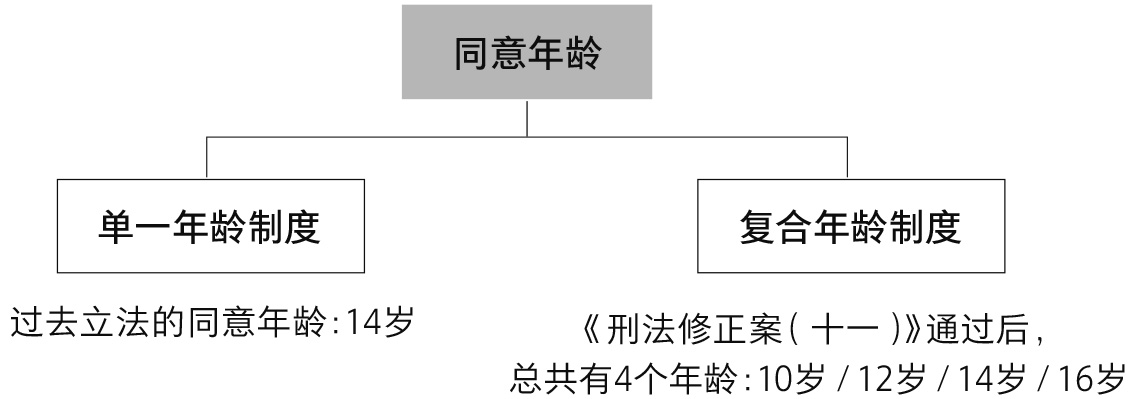 同意年龄
单一年龄制度
复合年龄制度
过去立法的同意年龄:14岁
《刑法修正案(十一)》通过后,
总共有4个年龄:10岁/12岁/14岁/16岁